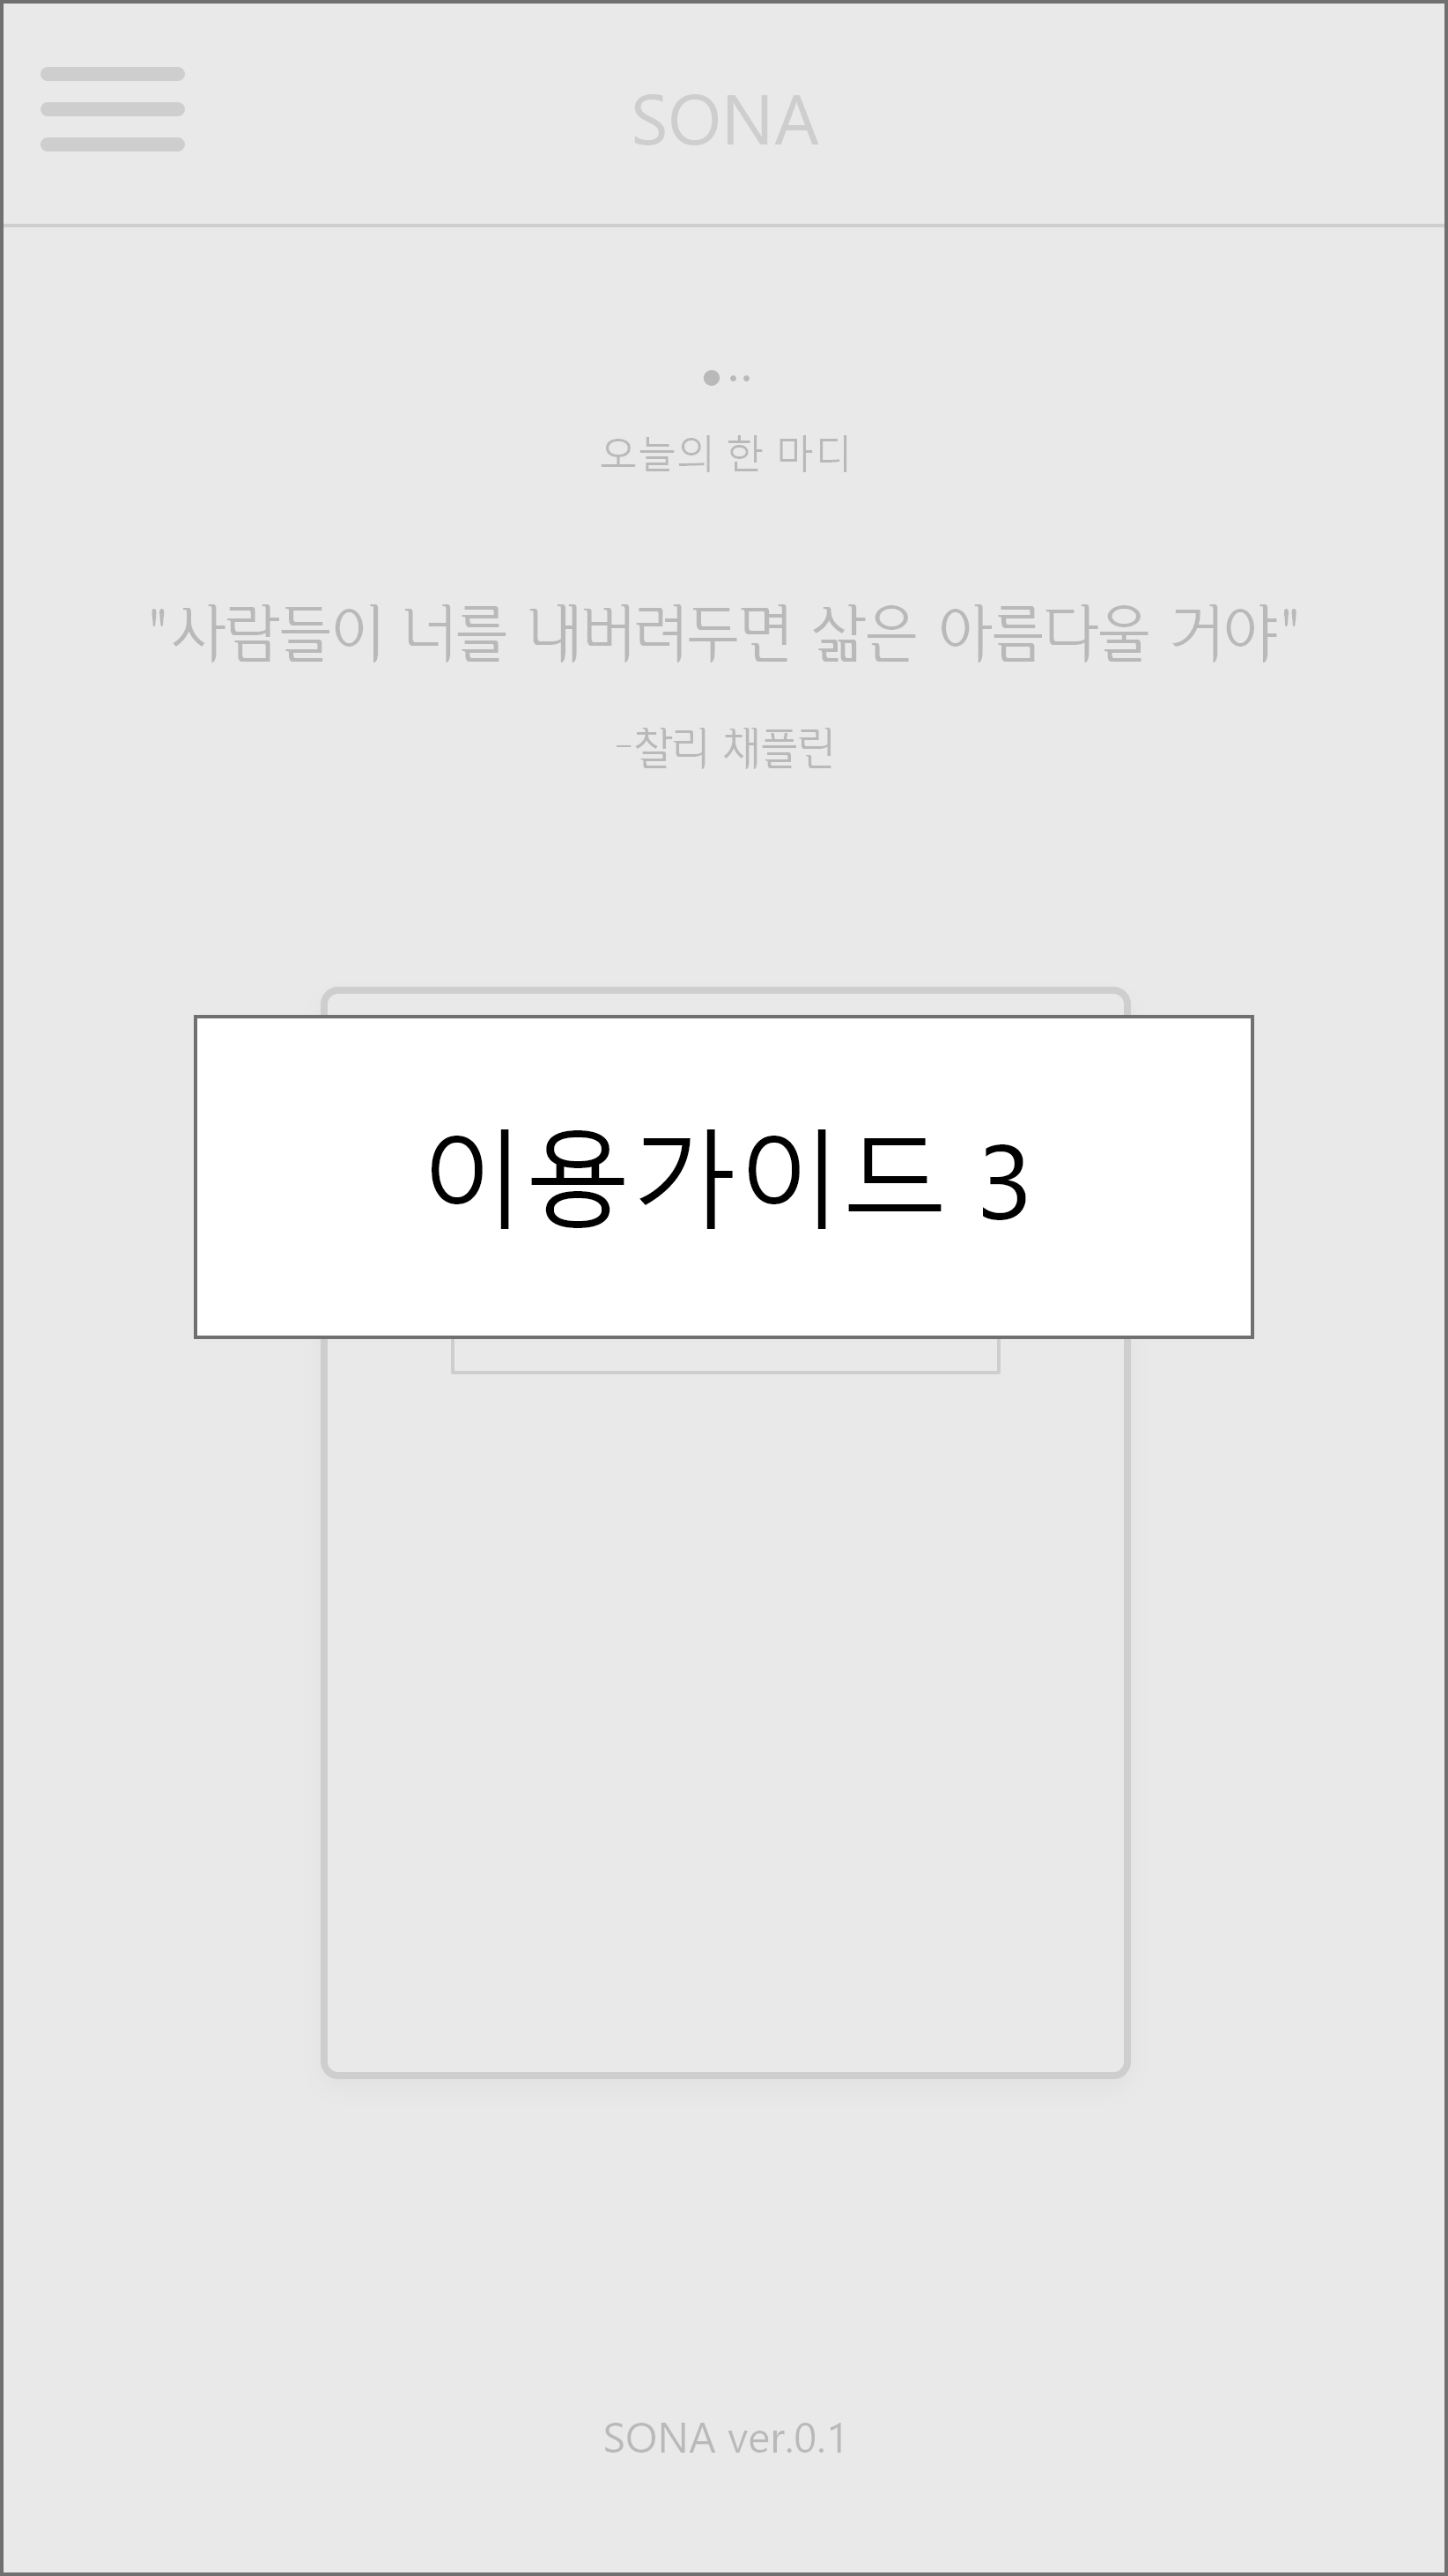 SONA
오늘의 한 마디
"사람들이 너를 내버려두면 삶은 아름다울 거야"
-찰리 채플린
이용가이드 3
SONA ver.0.1